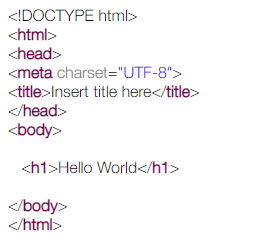 <!DOCTYPE html>
<html>
<head>
<meta charset="UTF-8">
<title>Insert title here</title>
</head>
<body>
<h1>Hello World</h1>
</body>
</html>